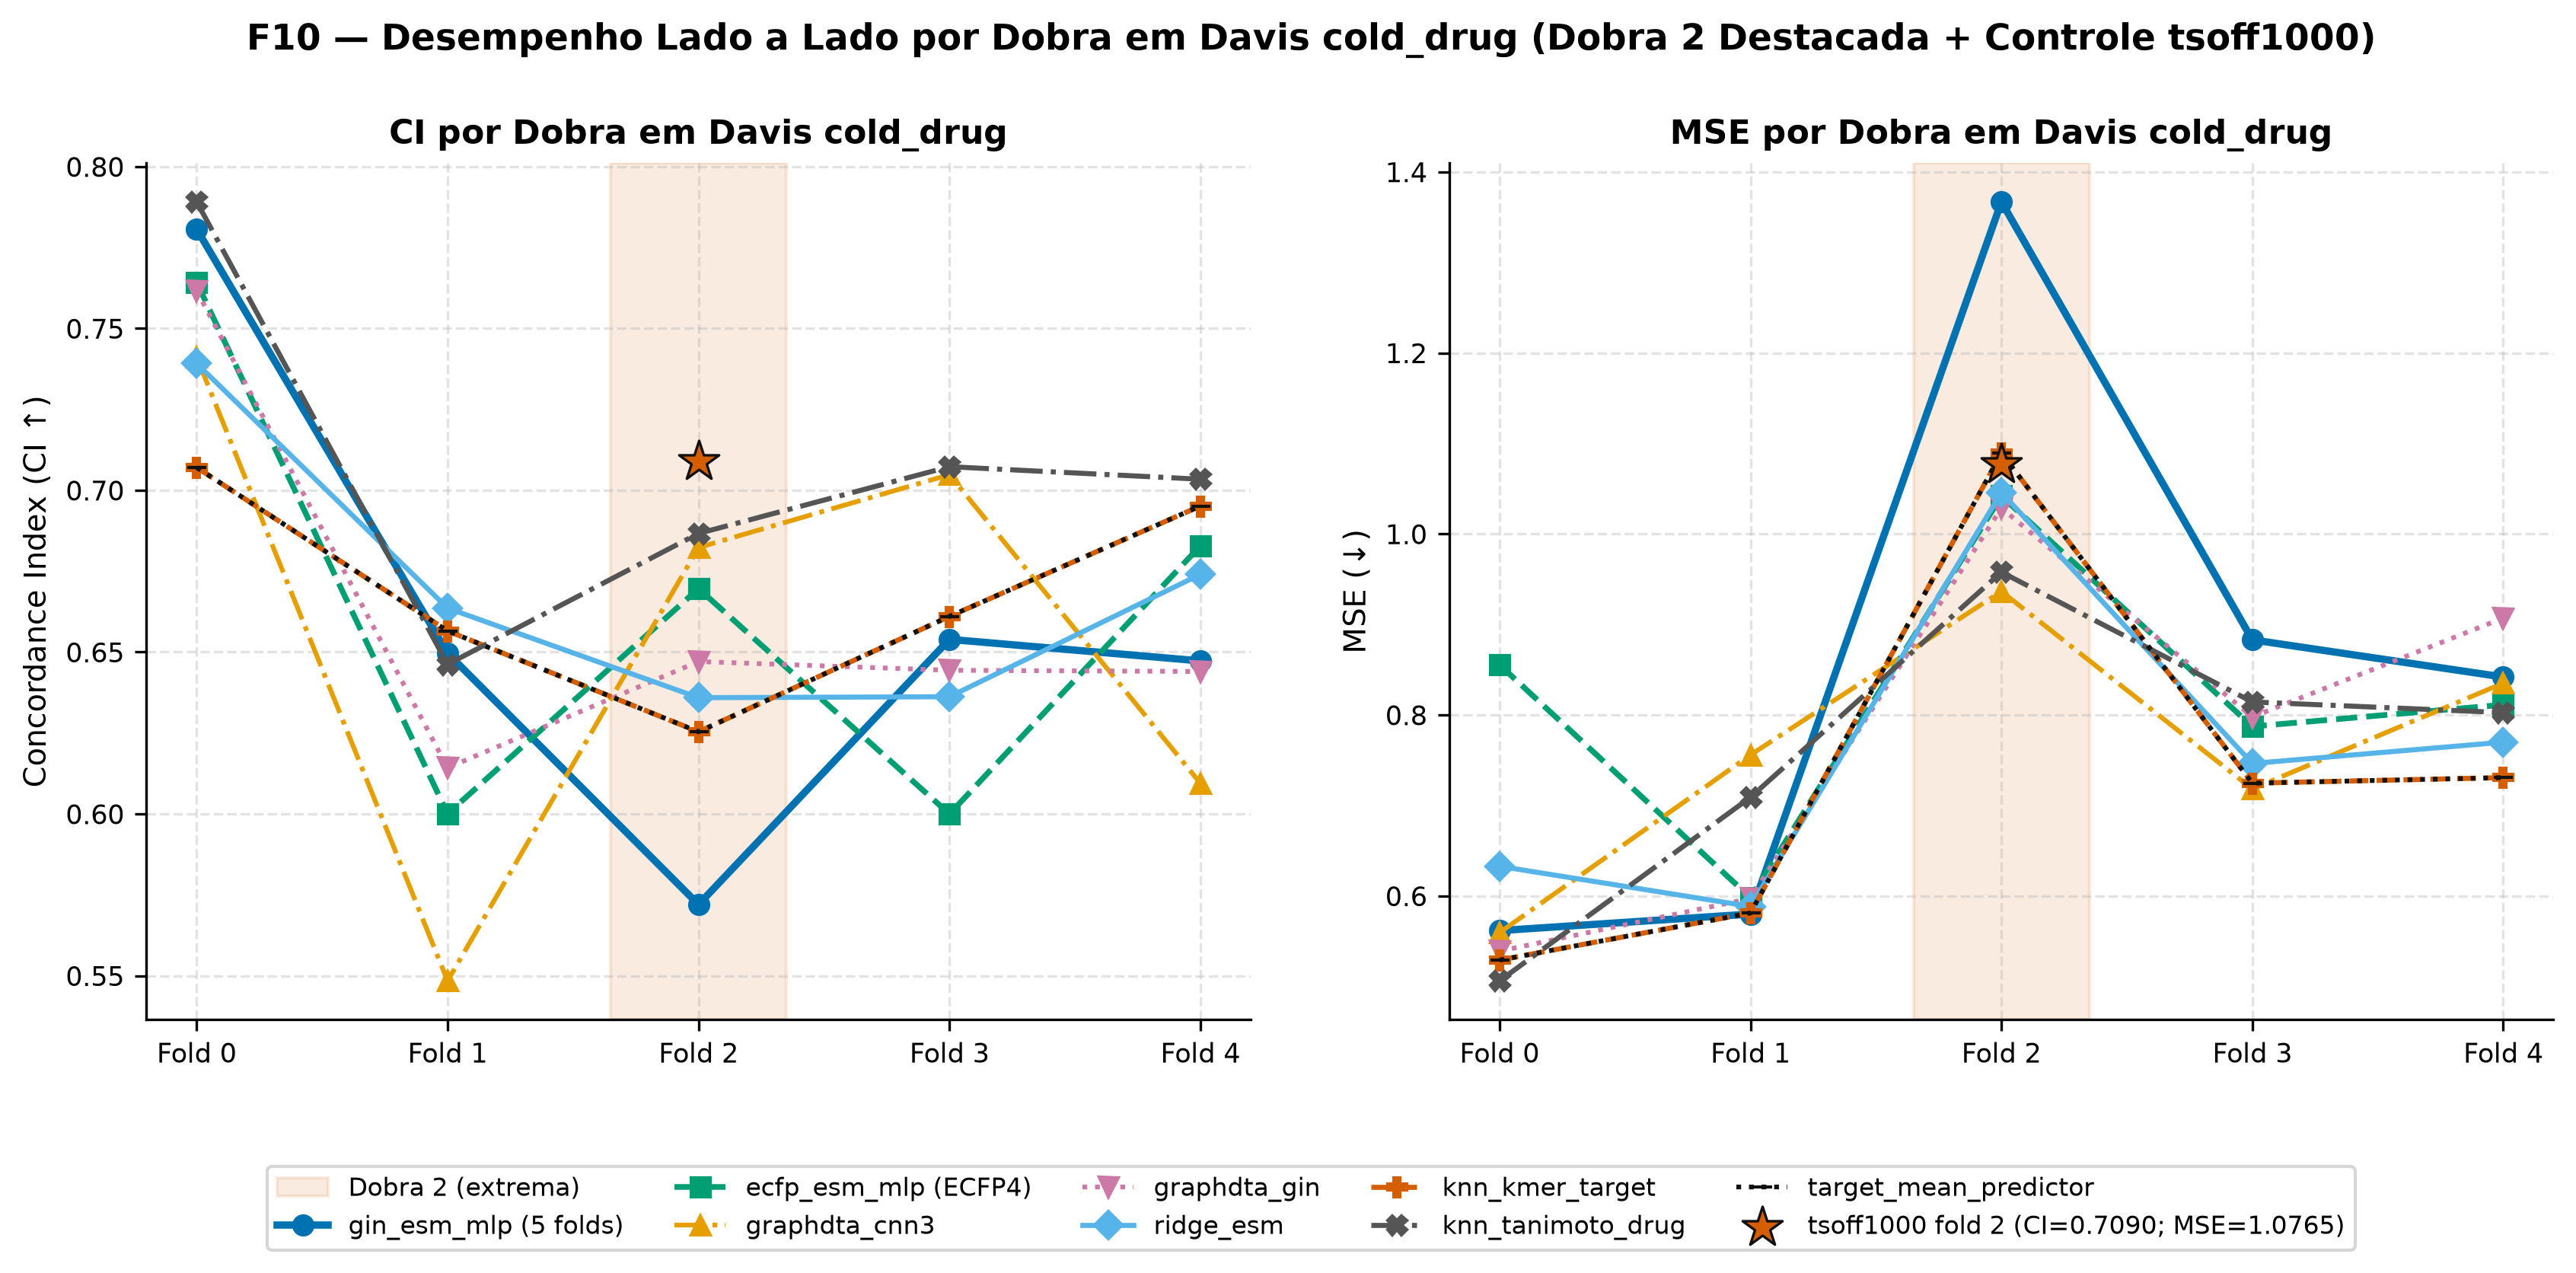 F10 — Desempenho Lado a Lado por Dobra em Davis cold_drug (Dobra 2 Destacada + Controle tsoff1000)
CI por Dobra em Davis cold_drug
Concordance Index (CI ↑)
0.80
0.75
0.70
0.65
0.60
0.55
Fold 0
Fold 1
Fold 2
Fold 3
Fold 4
MSE por Dobra em Davis cold_drug
MSE (↓)
1.4
1.2
1.0
0.8
0.6
Fold 0
Fold 1
Fold 2
Fold 3
Fold 4
Dobra 2 (extrema)
gin_esm_mlp (5 folds)
ecfp_esm_mlp (ECFP4)
graphdta_cnn3
graphdta_gin
ridge_esm
knn_kmer_target
knn_tanimoto_drug
target_mean_predictor
tsoff1000 fold 2 (CI=0.7090; MSE=1.0765)